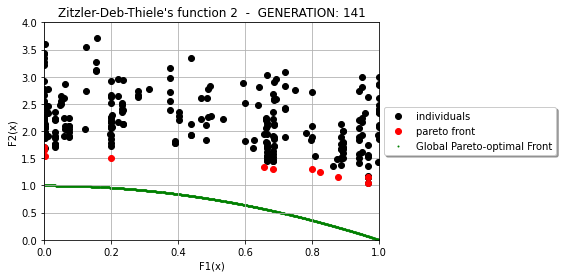 Zitzler-Deb-Thiele's function 2 - GENERATION: 141
4.0
3.5
3.0
2.5
2.0
1.5
1.0
0.5
0.0
F2(x)
0.0 0.2 0.4 0.6 0.8 1.0
F1(x)
individuals
pareto front
Global Pareto-optimal Front